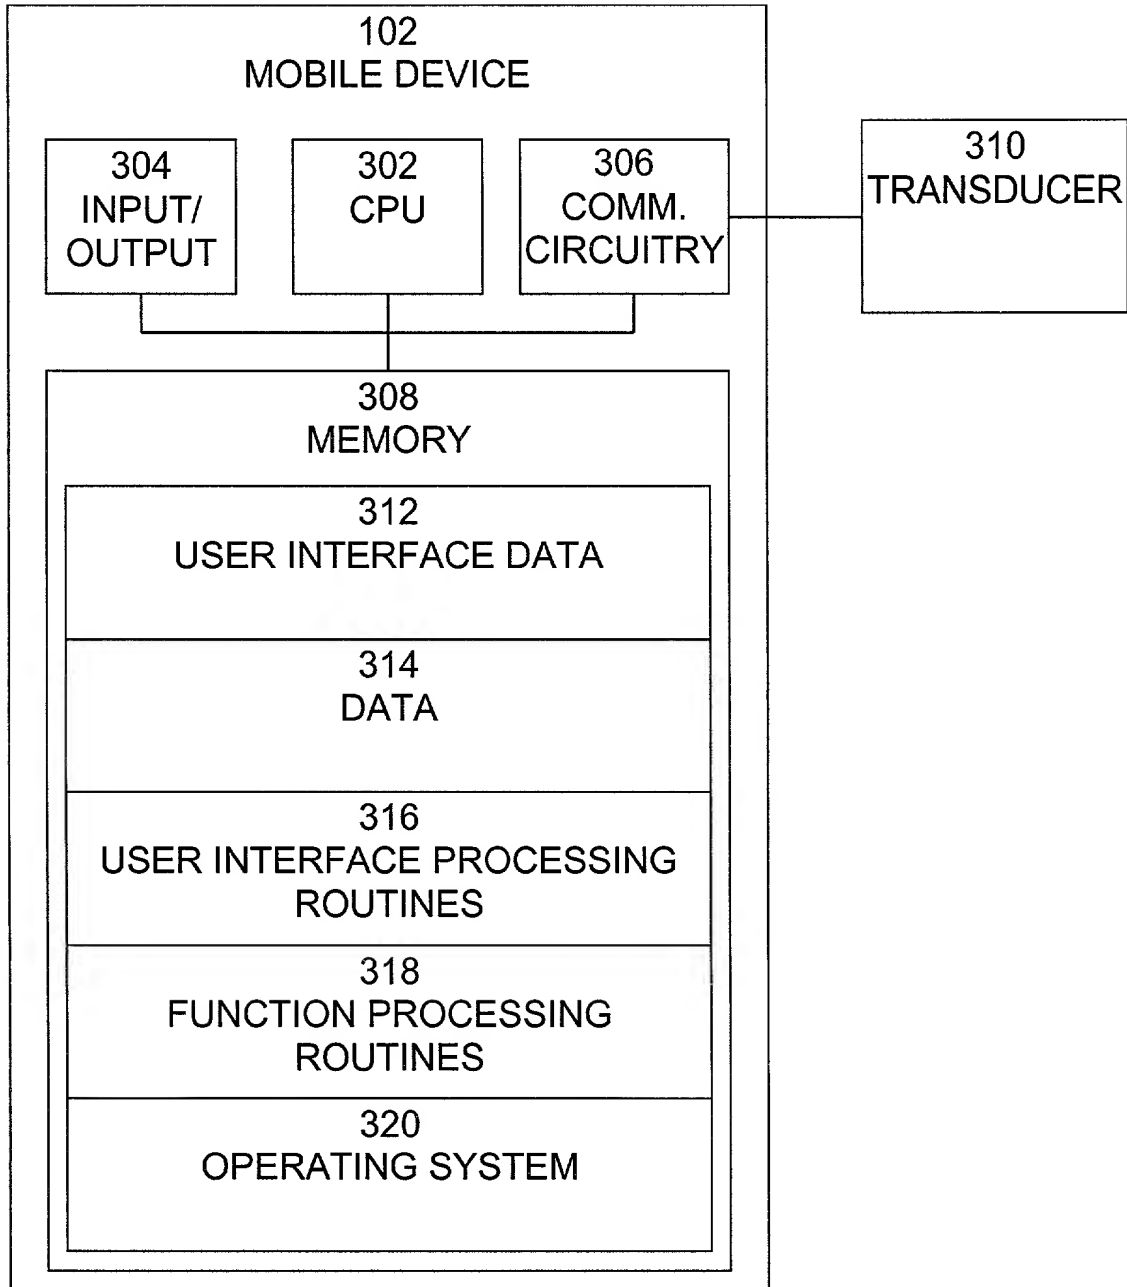 102
MOBILE DEVICE
304
INPUT/
OUTPUT
302
CPU
306
COMM.
CIRCUITRY
310
TRANSDUCER
308
MEMORY
312
USER INTERFACE DATA
314
DATA
316
USER INTERFACE PROCESSING
ROUTINES
318
FUNCTION PROCESSING
ROUTINES
320
OPERATING SYSTEM